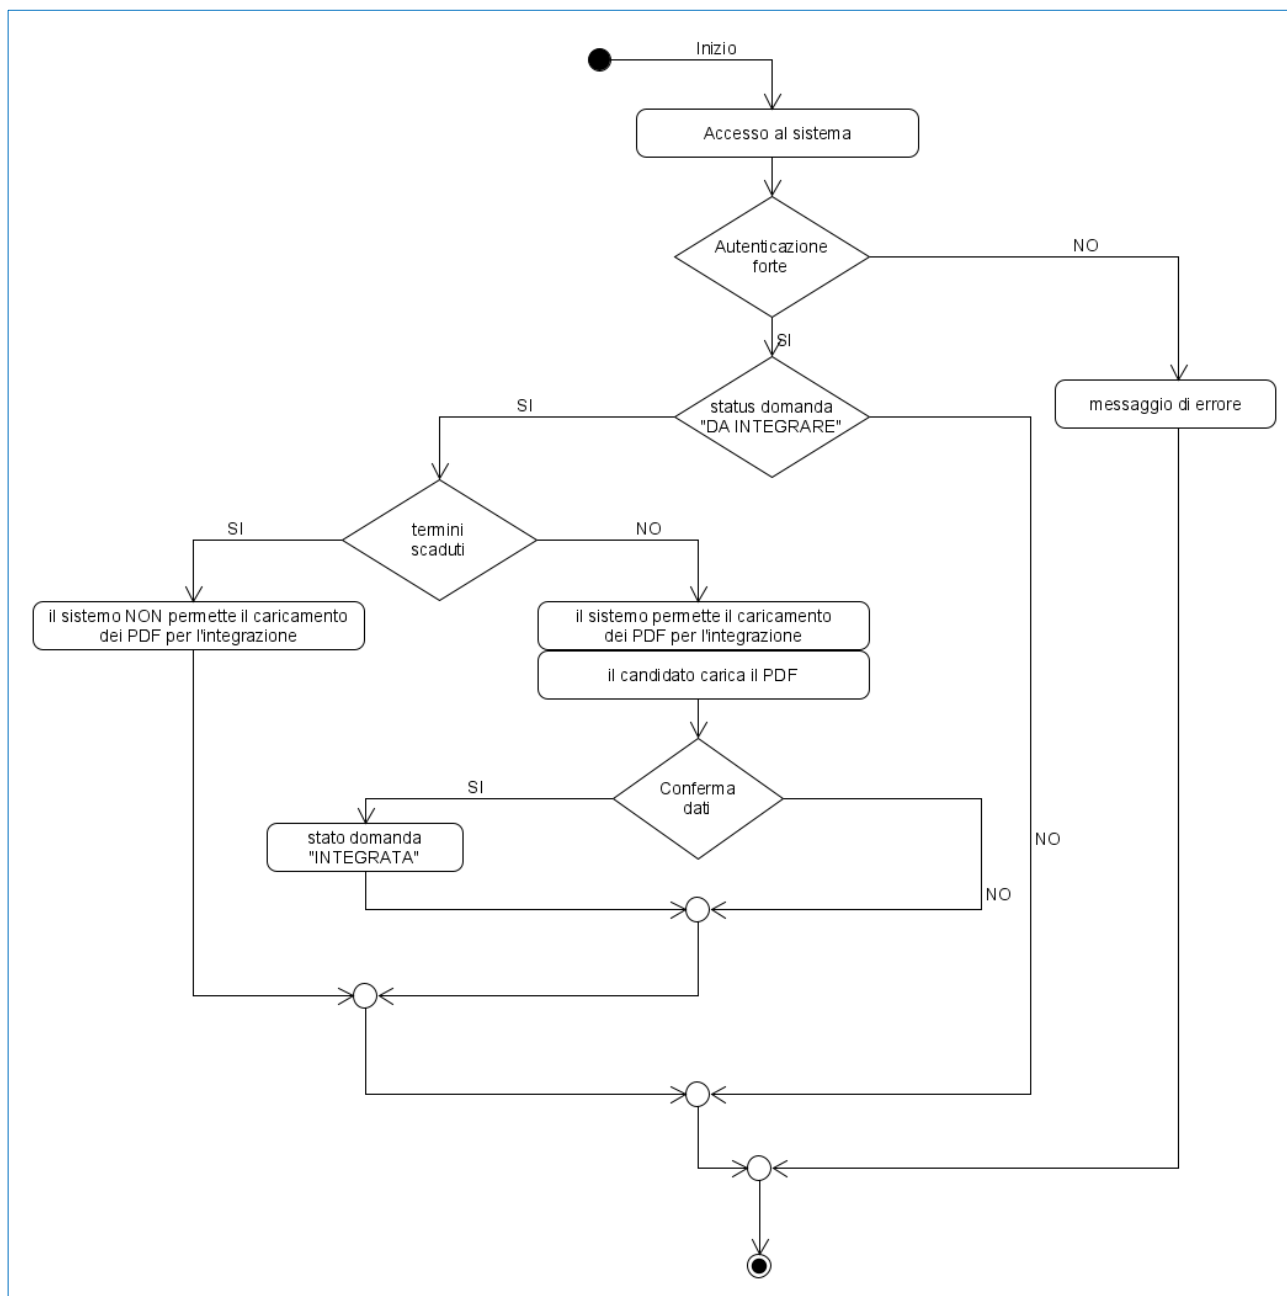 Inizio
Accesso al sistema
Autenticazione
forte
NO
SI
status domanda
"DA INTEGRARE"
SI
messaggio di errore
termini
scaduti
SI
NO
il sistemo NON permette il caricamento
dei PDF per l'integrazione
il sistemo permette il caricamento
dei PDF per l'integrazione
il candidato carica il PDF
Conferma
dati
SI
stato domanda
"INTEGRATA"
NO
NO